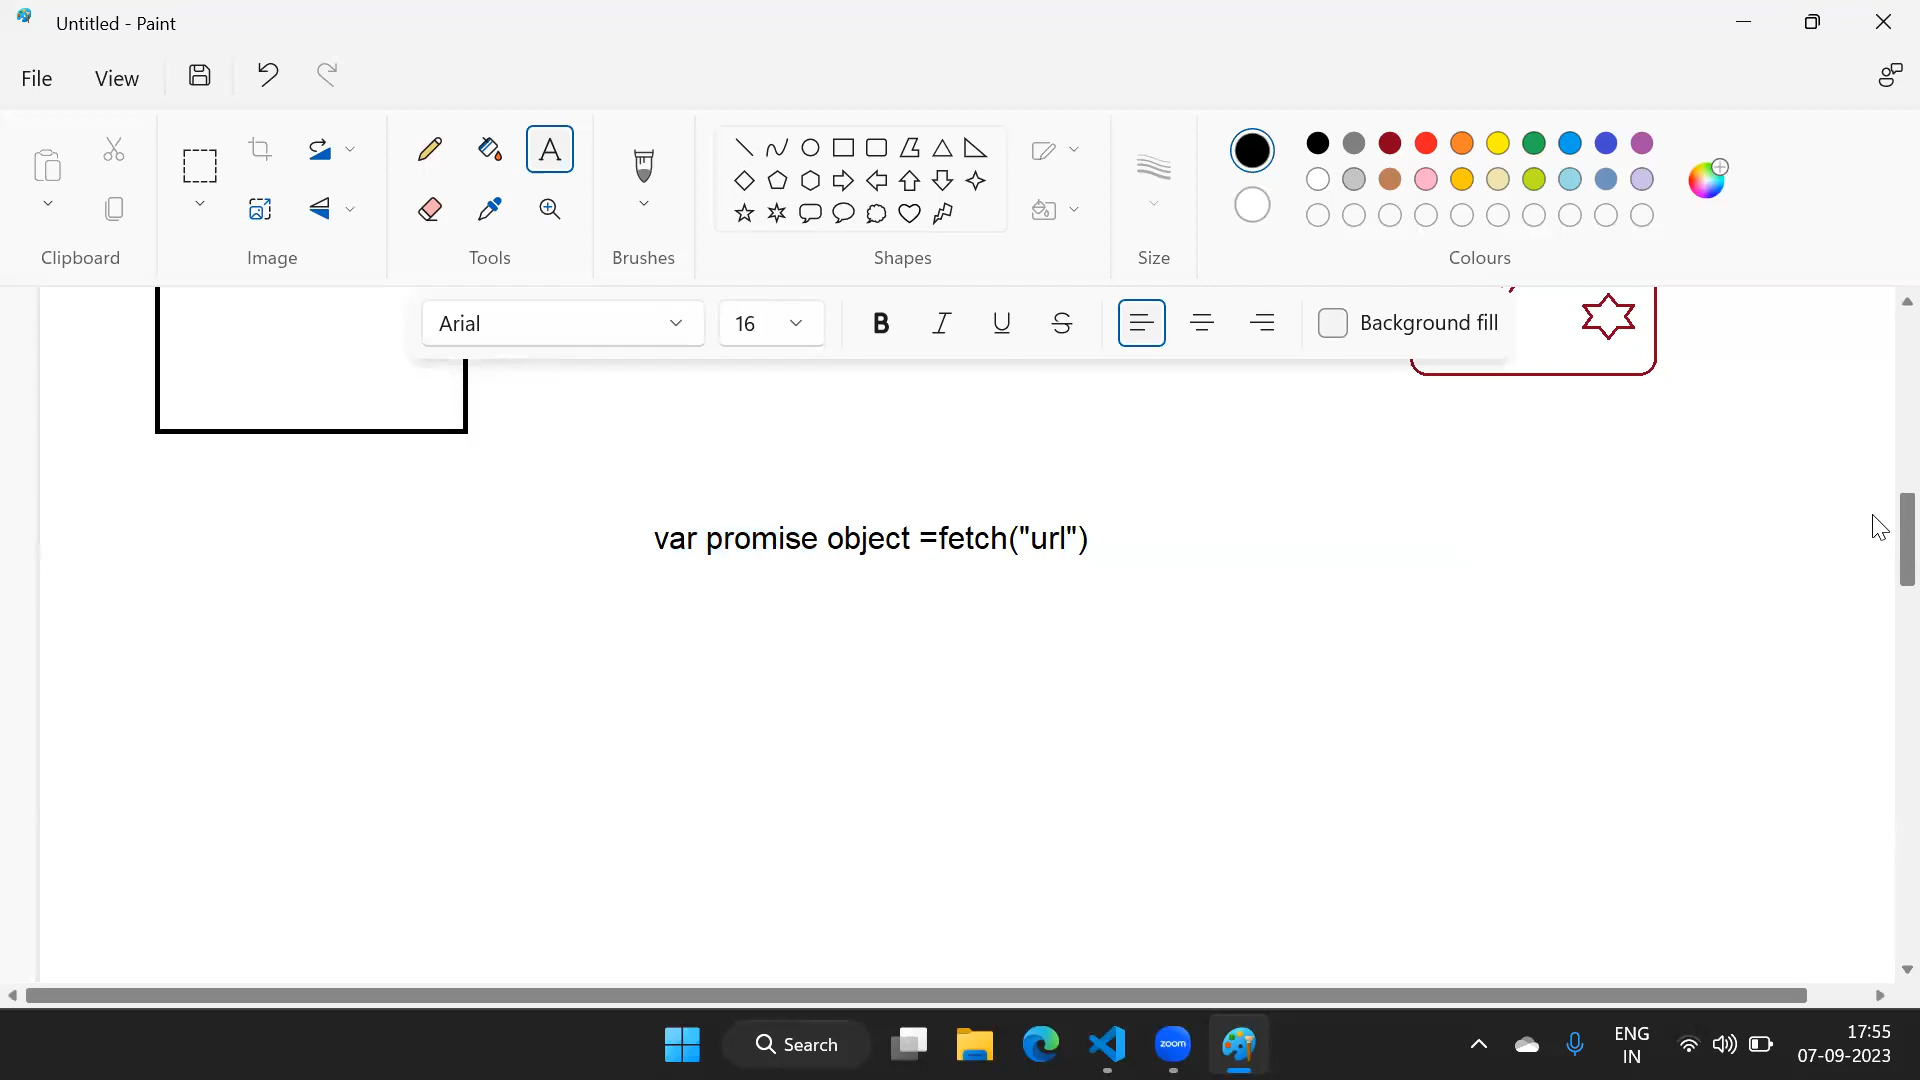 Untitled - Paint
File View
Clipboard
Image
Tools
Brushes
Shapes
Size
Colours
Arial
16
B I U S
Background fill
var promise object =fetch("url")
Search
zoom
ENG
IN
17:55
07-09-2023